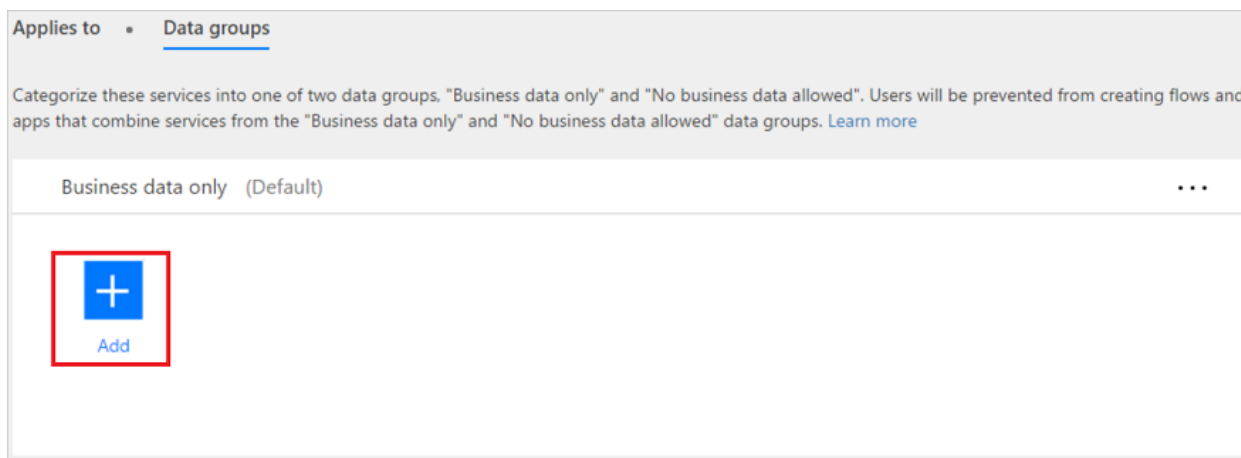 Applies to • Data groups
Categorize these services into one of two data groups, "Business data only" and "No business data allowed". Users will be prevented from creating flows and
apps that combine services from the "Business data only" and "No business data allowed" data groups. Learn more
Business data only (Default)
Add